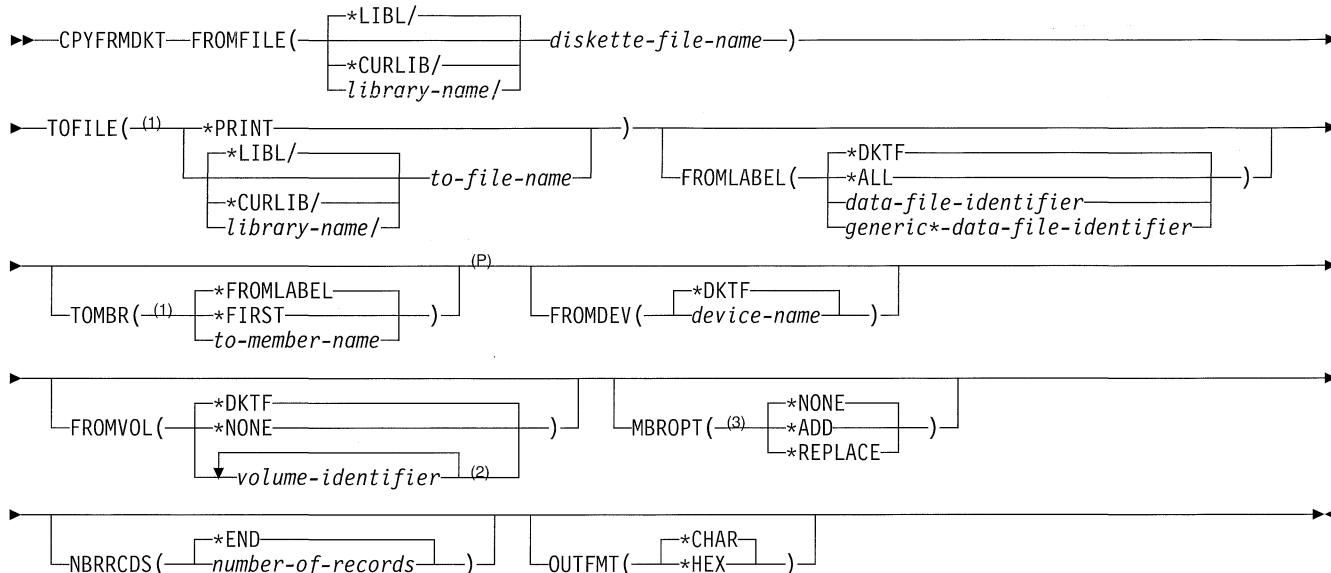 *LIBL/
CPYFRMDKT FROMFILE( diskette-file-name )
*CURLIB/
library-name/
TOFILE( (1) *PRINT )
*LIBL/
to-file-name
*CURLIB/
library-name/
FROMLABEL( *DKTF )
*ALL
data-file-identifier
generic*-data-file-identifier
(P)
TOMBR( (1) *FROMLABEL )
*FIRST
to-member-name
FROMDEV( *DKTF )
device-name
FROMVOL( *DKTF )
*NONE
volume-identifier (2)
MBROPT( (3) *NONE )
*ADD
*REPLACE
NBRRCDS( *END )
number-of-records
OUTFMT( *CHAR )
*HEX